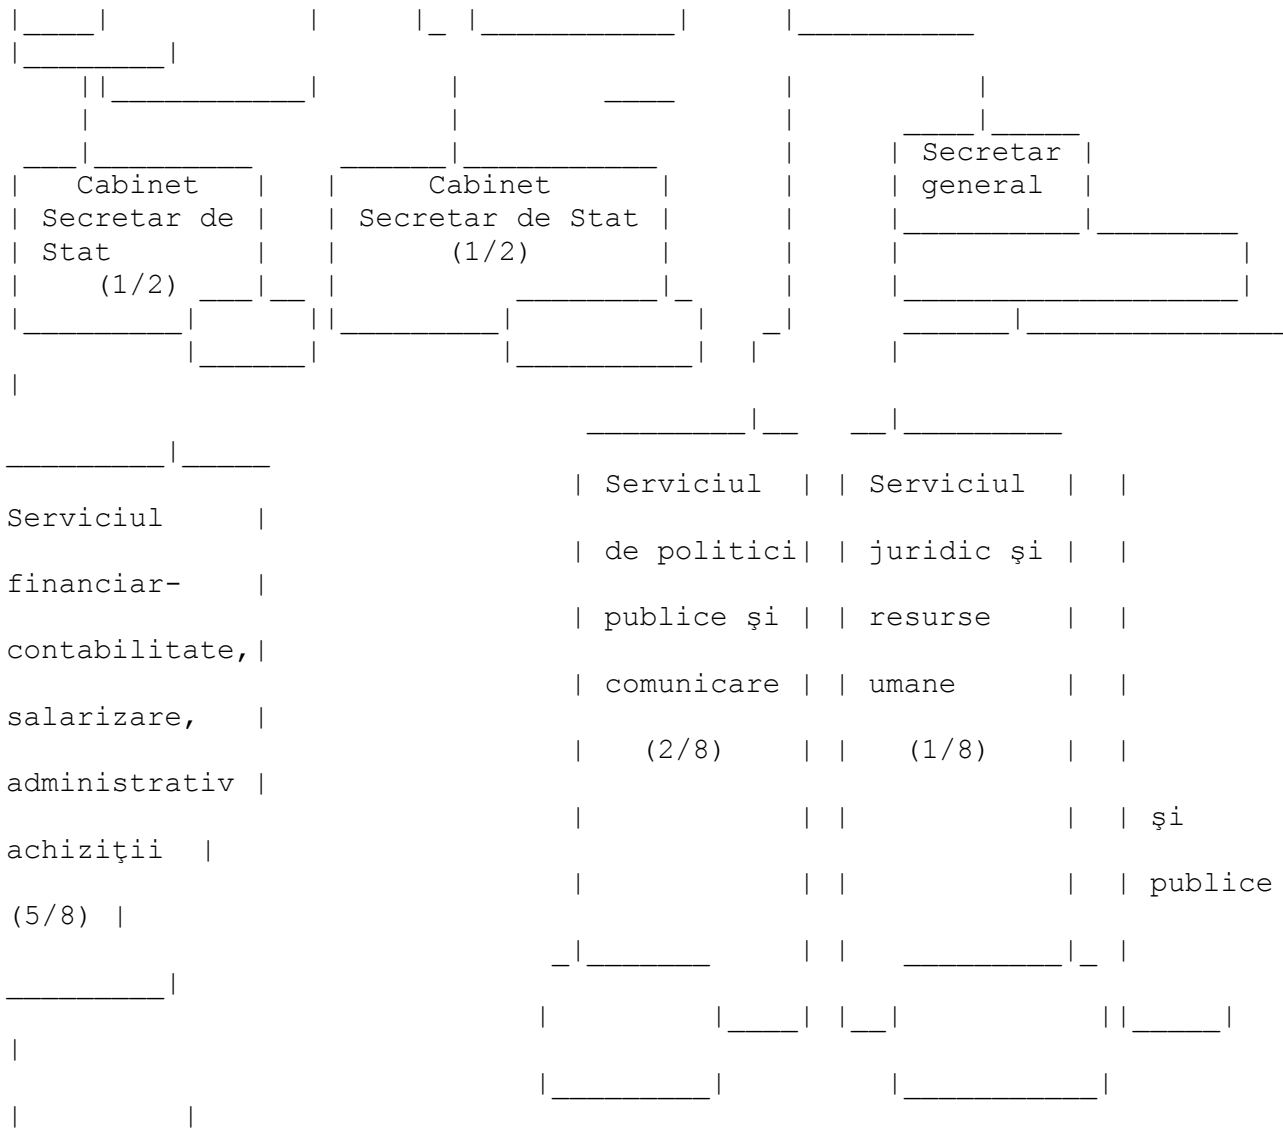 Secretar
Cabinet Cabinet general
Secretar de Secretar de Stat
Stat (1/2)
(1/2)
Serviciul Serviciul
Serviciul
de politici juridic şi
financiar-
publice şi resurse
contabilitate,
comunicare umane
salarizare,
(2/8) (1/8)
administrativ
şi
achiziţii
publice
(5/8)